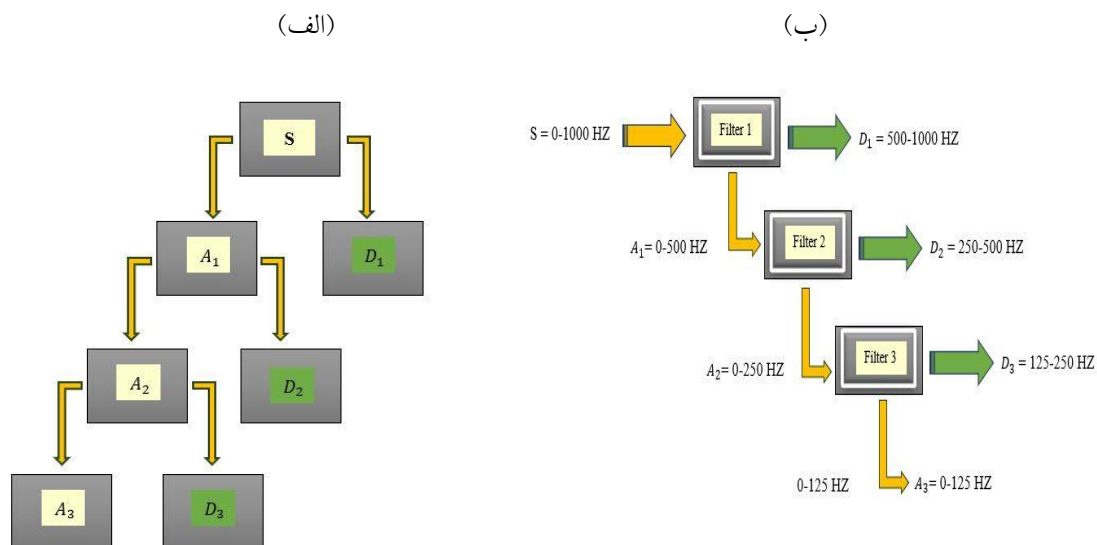 (الف)
(ب)
S
A₁
D₁
A₂
D₂
A₃
D₃
S = 0-1000 HZ
Filter 1
D₁ = 500-1000 HZ
A₁= 0-500 HZ
Filter 2
D₂ = 250-500 HZ
A₂= 0-250 HZ
Filter 3
D₃ = 125-250 HZ
0-125 HZ
A₃= 0-125 HZ